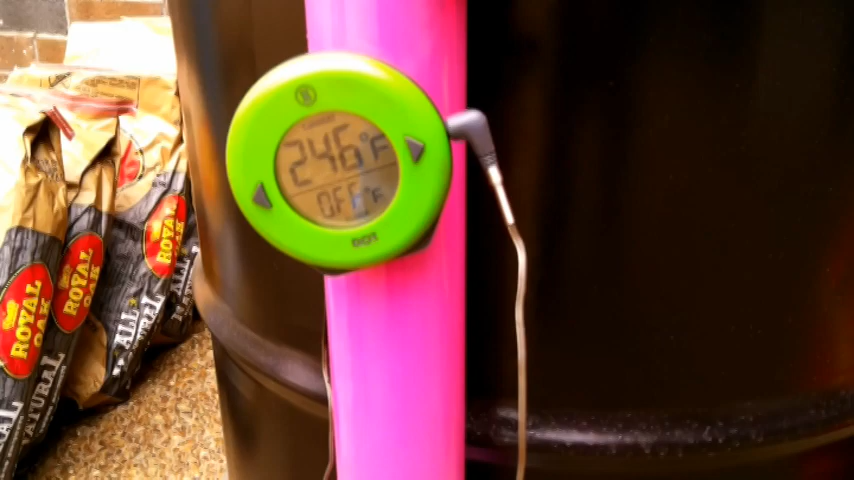 246°F
OFF°F
DOT
ROYAL
OAK
ROYAL
OAK
ROYAL
OAK
ALL
NATURAL
NATURAL